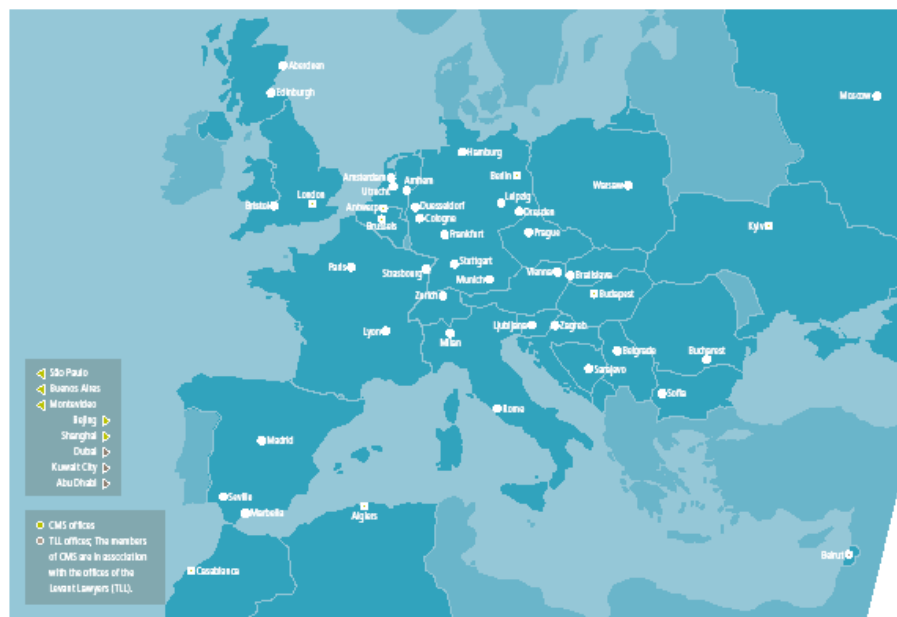 Aberdeen
Edinburgh
Moscow
Hamburg
Berlin
Amsterdam
Arnhem
Utrecht
Warsaw
London
Bristol
Leipzig
Antwerp
Duesseldorf
Dresden
Brussels
Cologne
Kyiv
Frankfurt
Prague
Paris
Strasbourg
Stuttgart
Munich
Vienna
Bratislava
Zurich
Budapest
Lyon
Milan
Ljubljana
Zagreb
Belgrade
Bucharest
Sarajevo
Sofia
Rome
Madrid
Seville
Marbella
Algiers
Casablanca
Beirut
São Paulo
Buenos Aires
Montevideo
Beijing
Shanghai
Dubai
Kuwait City
Abu Dhabi
CMS offices
TLL offices; The members
of CMS are in association
with the offices of the
Levant Lawyers (TLL).